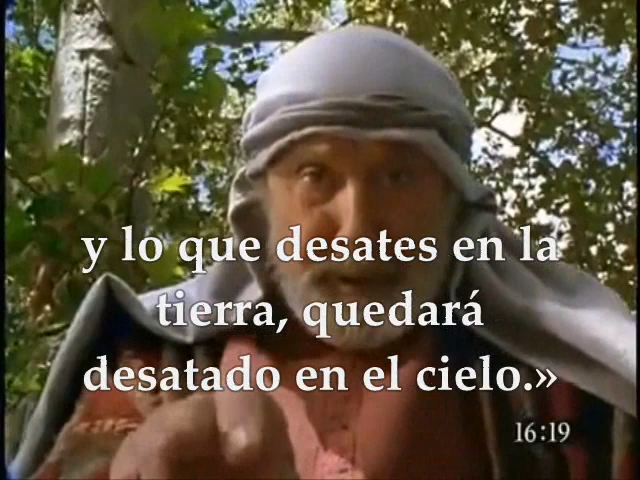 y lo que desates en la
tierra, quedará
desatado en el cielo.»
16:19